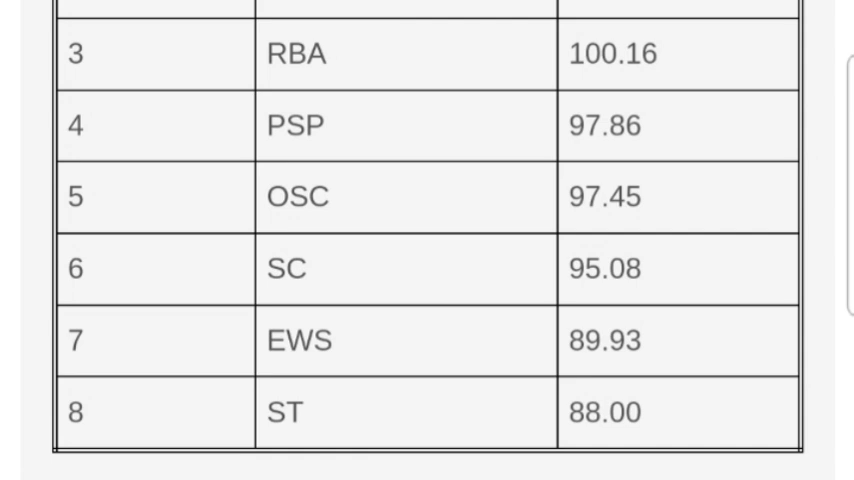 3 RBA 100.16
4 PSP 97.86
5 OSC 97.45
6 SC 95.08
7 EWS 89.93
8 ST 88.00